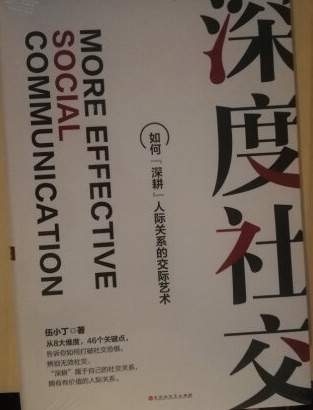 深度社交
MORE EFFECTIVE
SOCIAL
COMMUNICATION
如何『深耕』人际关系的交际艺术
伍小丁◎著
从8大维度，46个关键点，
告诉你如何打破社交恐惧，
辨别无效社交，
“深耕”属于自己的社交关系，
拥有有价值的人际关系。